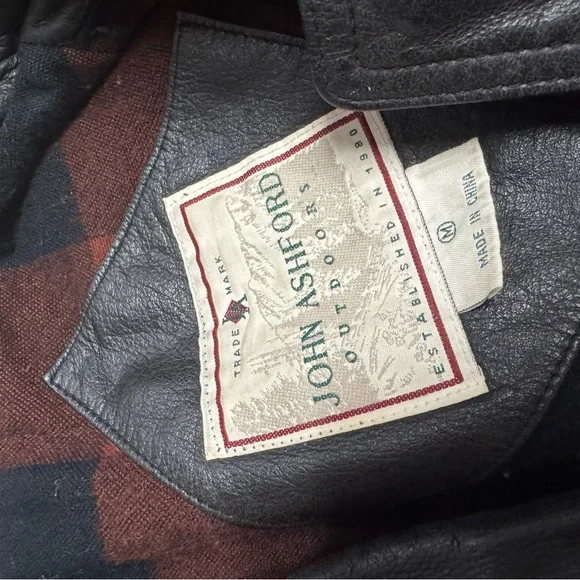 TRADE MARK
JOHN ASHFORD
OUTDOORS
ESTABLISHED IN 1980
M
MADE IN CHINA